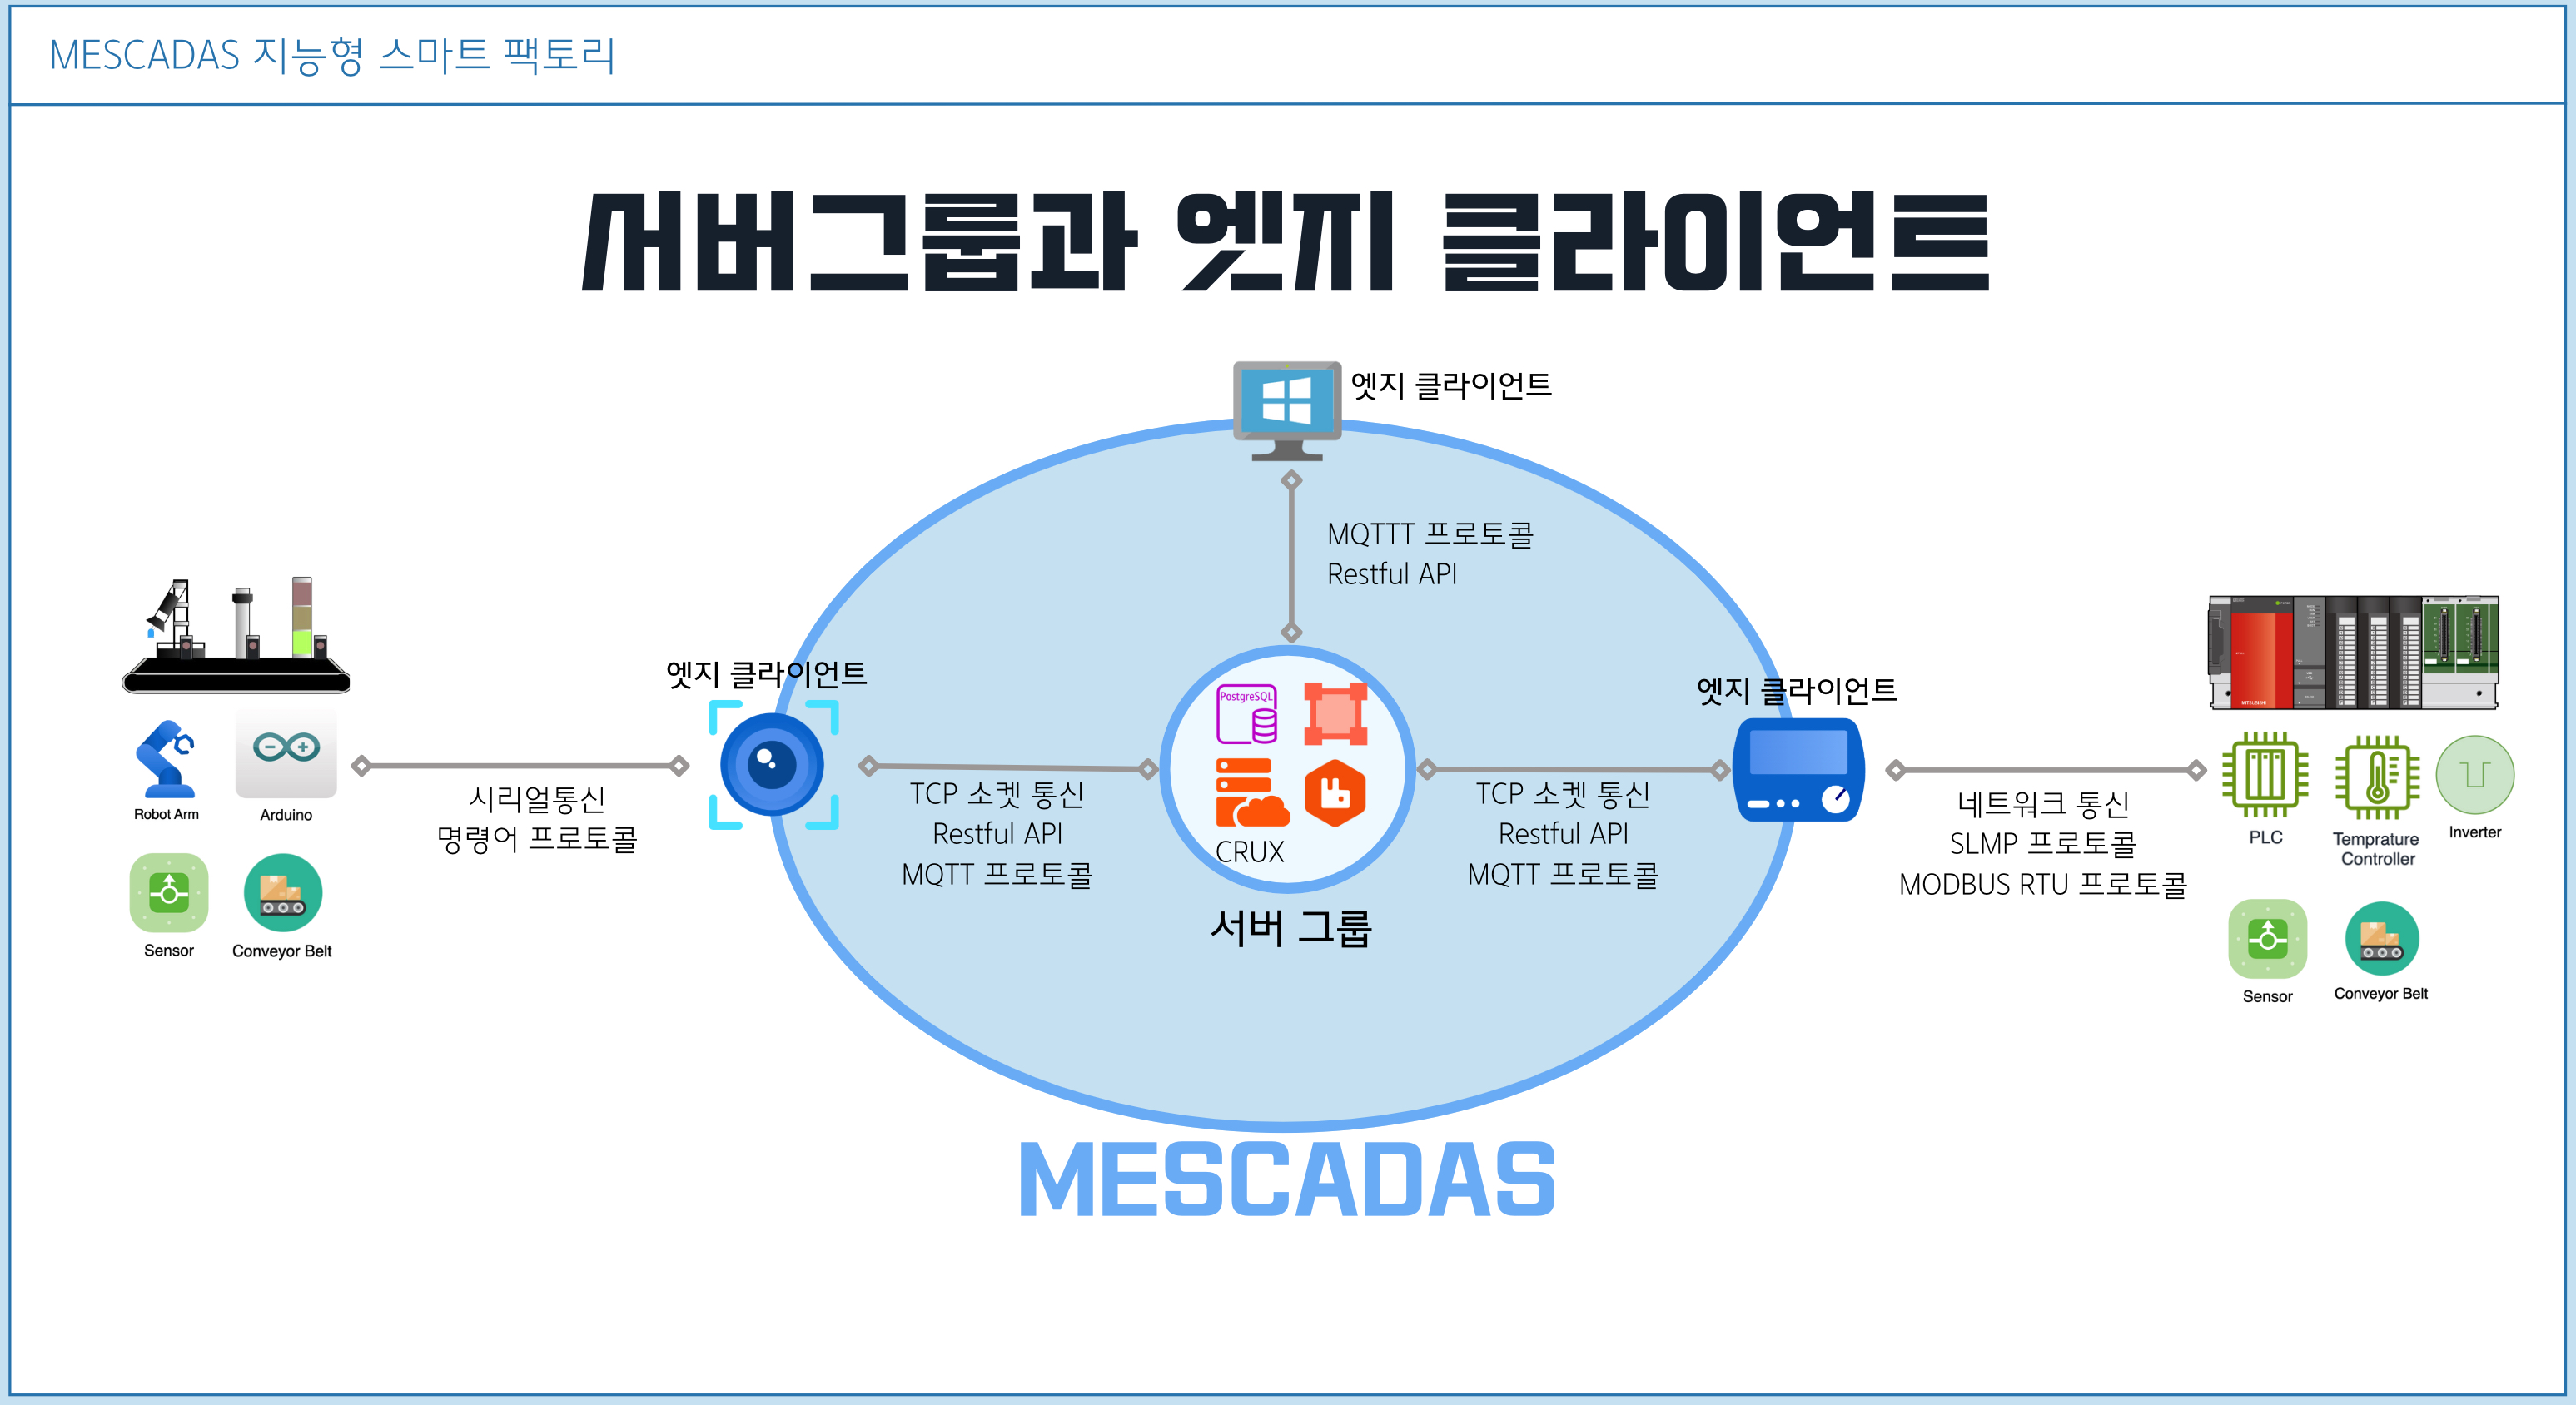 MESCADAS 지능형 스마트 팩토리
서버그룹과 엣지 클라이언트
엣지 클라이언트
MQTTT 프로토콜
Restful API
엣지 클라이언트
엣지 클라이언트
PostgreSQL
CRUX
서버 그룹
Robot Arm
Arduino
Sensor
Conveyor Belt
시리얼통신
명령어 프로토콜
TCP 소켓 통신
Restful API
MQTT 프로토콜
TCP 소켓 통신
Restful API
MQTT 프로토콜
네트워크 통신
SLMP 프로토콜
MODBUS RTU 프로토콜
MITSUBISHI
PLC
Temprature
Controller
Inverter
Sensor
Conveyor Belt
MESCADAS